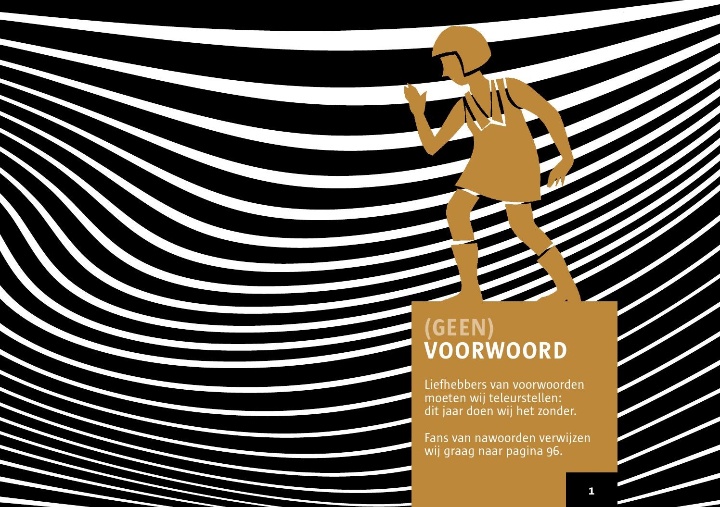 (GEEN)
VOORWOORD
Liefhebbers van voorwoorden
moeten wij teleurstellen:
dit jaar doen wij het zonder.
Fans van nawoorden verwijzen
wij graag naar pagina 96.
1